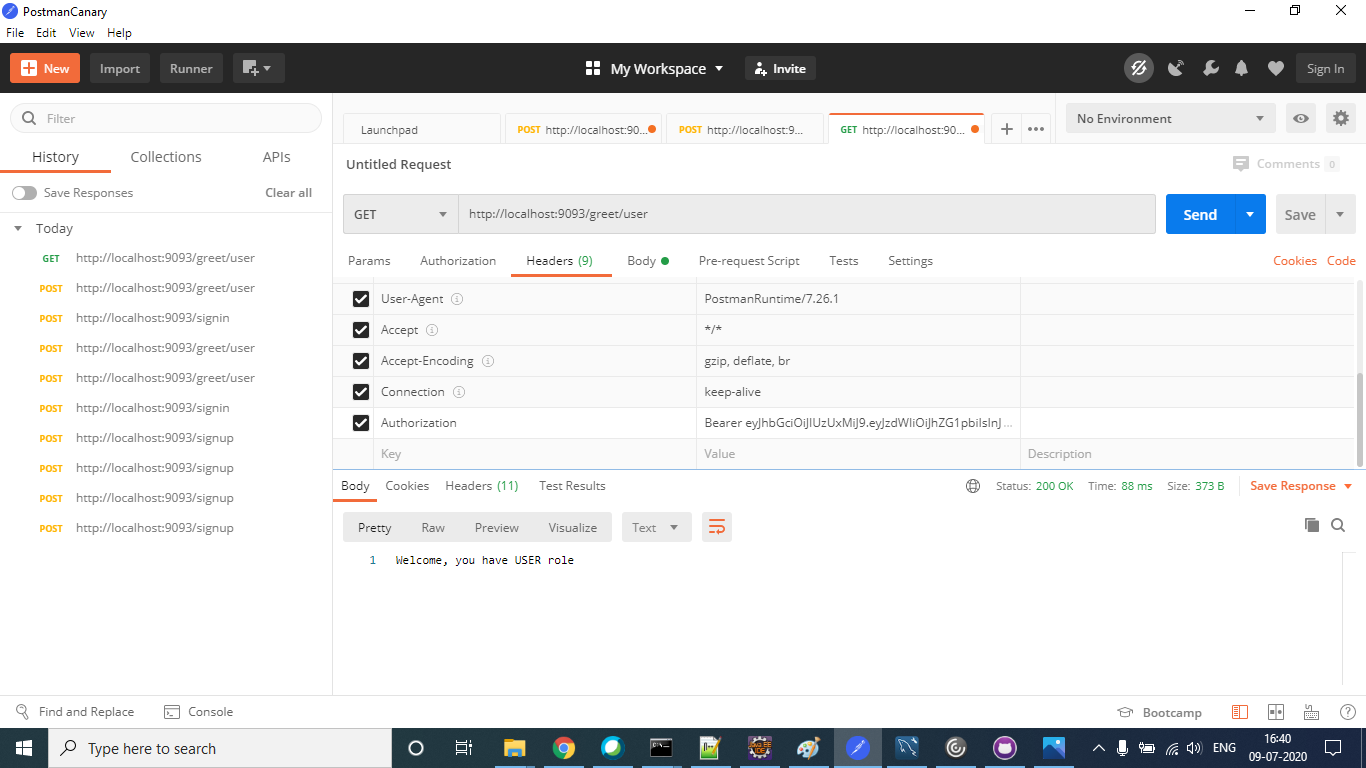 PostmanCanary
File Edit View Help
New Import Runner My Workspace Invite Sign In
Filter
History Collections APIs
Save Responses Clear all
Today
GET http://localhost:9093/greet/user
POST http://localhost:9093/greet/user
POST http://localhost:9093/signin
POST http://localhost:9093/greet/user
POST http://localhost:9093/greet/user
POST http://localhost:9093/signin
POST http://localhost:9093/signup
POST http://localhost:9093/signup
POST http://localhost:9093/signup
POST http://localhost:9093/signup
Launchpad POST http://localhost:90... POST http://localhost:9... GET http://localhost:90... No Environment
Untitled Request Comments 0
GET http://localhost:9093/greet/user Send Save
Params Authorization Headers (9) Body Pre-request Script Tests Settings Cookies Code
User-Agent PostmanRuntime/7.26.1
Accept */*
Accept-Encoding gzip, deflate, br
Connection keep-alive
Authorization Bearer eyJhbGciOiJIUzUxMiJ9.eyJzdWIiOiJhZG1pbiIsInJ...
Key Value Description
Body Cookies Headers (11) Test Results Status: 200 OK Time: 88 ms Size: 373 B Save Response
Pretty Raw Preview Visualize Text
1 Welcome, you have USER role
Find and Replace Console Bootcamp
Type here to search ENG 16:40
09-07-2020